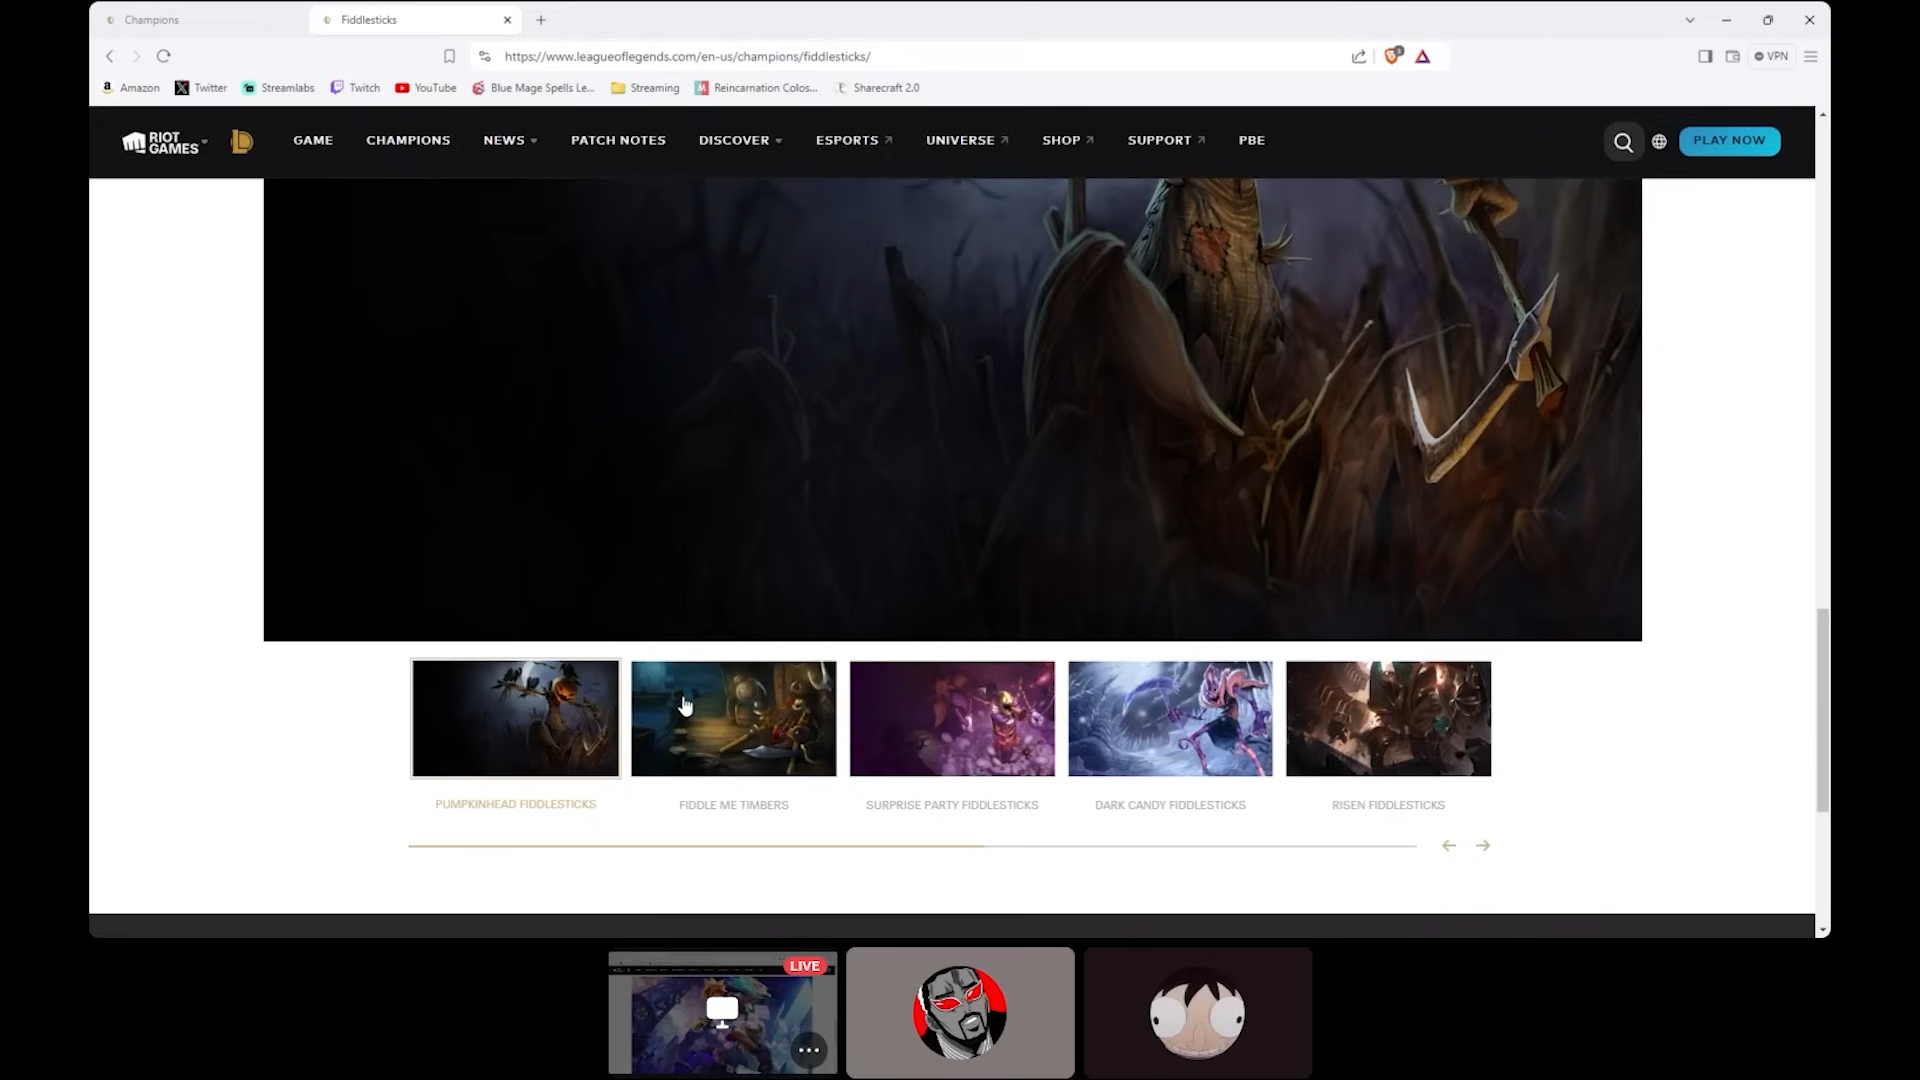 Champions
Fiddlesticks
https://www.leagueoflegends.com/en-us/champions/fiddlesticks/
VPN
Amazon
Twitter
Streamlabs
Twitch
YouTube
Blue Mage Spells Le...
Streaming
Reincarnation Colos...
Sharecraft 2.0
RIOT
GAMES
GAME
CHAMPIONS
NEWS
PATCH NOTES
DISCOVER
ESPORTS
UNIVERSE
SHOP
SUPPORT
PBE
PLAY NOW
PUMPKINHEAD FIDDLESTICKS
FIDDLE ME TIMBERS
SURPRISE PARTY FIDDLESTICKS
DARK CANDY FIDDLESTICKS
RISEN FIDDLESTICKS
LIVE